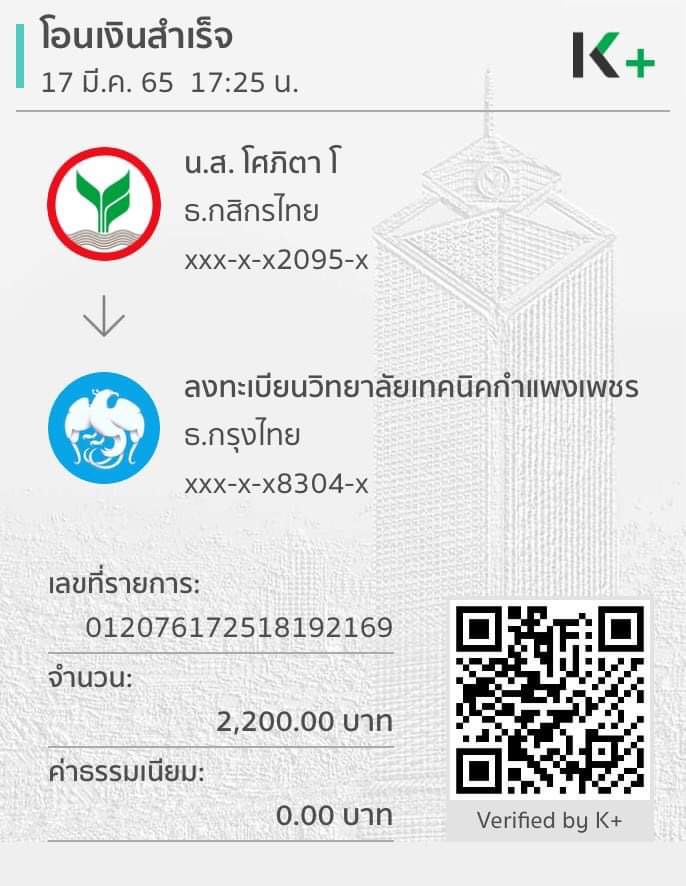 โอนเงินสำเร็จ
17 มี.ค. 65 17:25 น.
K+
น.ส. โศภิตา โ
ธ.กสิกรไทย
xxx-x-x2095-x
ลงทะเบียนวิทยาลัยเทคนิคกำแพงเพชร
ธ.กรุงไทย
xxx-x-x8304-x
เลขที่รายการ:
012076172518192169
จำนวน:
2,200.00 บาท
ค่าธรรมเนียม:
0.00 บาท
Verified by K+